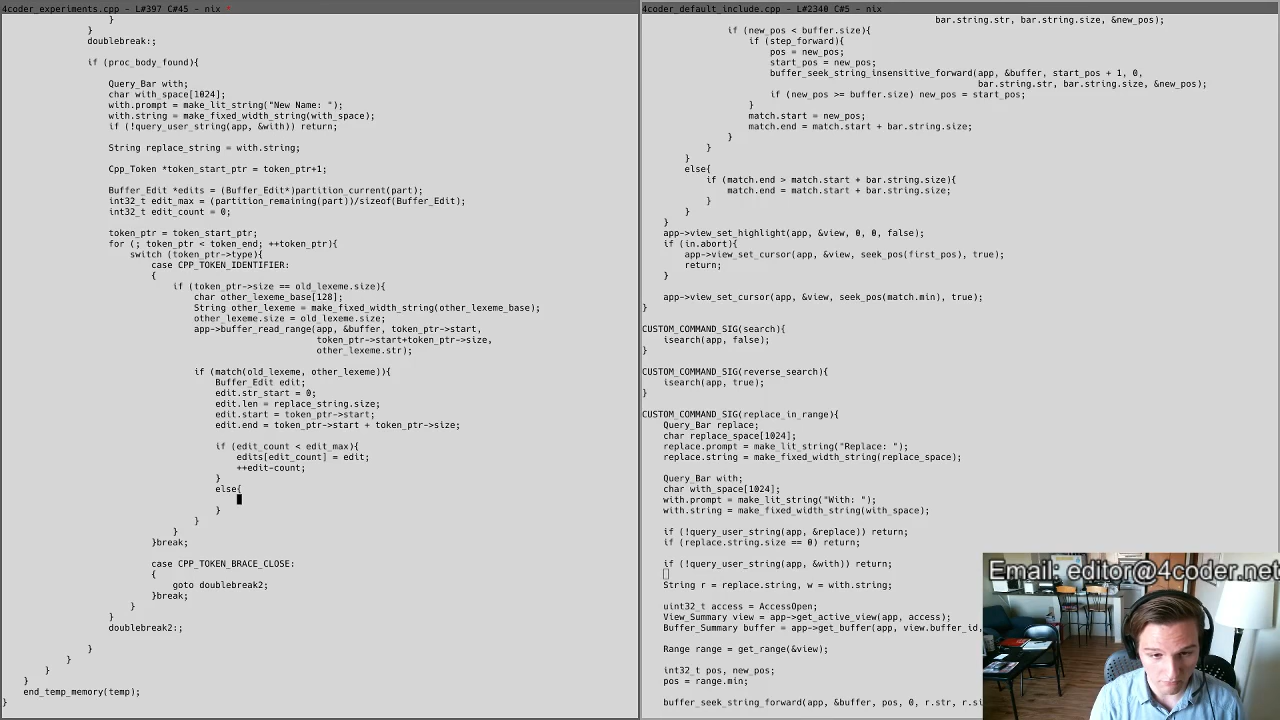 4coder_experiments.cpp - L#397 C#45 - nix *
}
}
doublebreak:;
if (proc_body_found){
Query_Bar with;
char with_space[1024];
with.prompt = make_lit_string("New Name: ");
with.string = make_fixed_width_string(with_space);
if (!query_user_string(app, &with)) return;
String replace_string = with.string;
Cpp_Token *token_start_ptr = token_ptr+1;
Buffer_Edit *edits = (Buffer_Edit*)partition_current(part);
int32_t edit_max = (partition_remaining(part))/sizeof(Buffer_Edit);
int32_t edit_count = 0;
token_ptr = token_start_ptr;
for (; token_ptr < token_end; ++token_ptr){
switch (token_ptr->type){
case CPP_TOKEN_IDENTIFIER:
{
if (token_ptr->size == old_lexeme.size){
char other_lexeme_base[128];
String other_lexeme = make_fixed_width_string(other_lexeme_base);
other_lexeme.size = old_lexeme.size;
app->buffer_read_range(app, &buffer, token_ptr->start,
token_ptr->start+token_ptr->size,
other_lexeme.str);
if (match(old_lexeme, other_lexeme)){
Buffer_Edit edit;
edit.str_start = 0;
edit.len = replace_string.size;
edit.start = token_ptr->start;
edit.end = token_ptr->start + token_ptr->size;
if (edit_count < edit_max){
edits[edit_count] = edit;
++edit-count;
}
else{
}
}
}
}break;
case CPP_TOKEN_BRACE_CLOSE:
{
goto doublebreak2;
}break;
}
}
doublebreak2:;
}
}
}
}
end_temp_memory(temp);
}
4coder_default_include.cpp - L#2340 C#5 - nix
bar.string.str, bar.string.size, &new_pos);
if (new_pos < buffer.size){
if (step_forward){
pos = new_pos;
start_pos = new_pos;
buffer_seek_string_insensitive_forward(app, &buffer, start_pos + 1, 0,
bar.string.str, bar.string.size, &new_pos);
if (new_pos >= buffer.size) new_pos = start_pos;
}
match.start = new_pos;
match.end = match.start + bar.string.size;
}
}
}
else{
if (match.end > match.start + bar.string.size){
match.end = match.start + bar.string.size;
}
}
}
app->view_set_highlight(app, &view, 0, 0, false);
if (in.abort){
app->view_set_cursor(app, &view, seek_pos(first_pos), true);
return;
}
app->view_set_cursor(app, &view, seek_pos(match.min), true);
}
CUSTOM_COMMAND_SIG(search){
isearch(app, false);
}
CUSTOM_COMMAND_SIG(reverse_search){
isearch(app, true);
}
CUSTOM_COMMAND_SIG(replace_in_range){
Query_Bar replace;
char replace_space[1024];
replace.prompt = make_lit_string("Replace: ");
replace.string = make_fixed_width_string(replace_space);
Query_Bar with;
char with_space[1024];
with.prompt = make_lit_string("With: ");
with.string = make_fixed_width_string(with_space);
if (!query_user_string(app, &replace)) return;
if (replace.string.size == 0) return;
if (!query_user_string(app, &with)) return;
String r = replace.string, w = with.string;
uint32_t access = AccessOpen;
View_Summary view = app->get_active_view(app, access);
Buffer_Summary buffer = app->get_buffer(app, view.buffer_id,
Range range = get_range(&view);
int32_t pos, new_pos;
pos = range.min;
buffer_seek_string_forward(app, &buffer, pos, 0, r.str, r.si
Email: editor@4coder.net